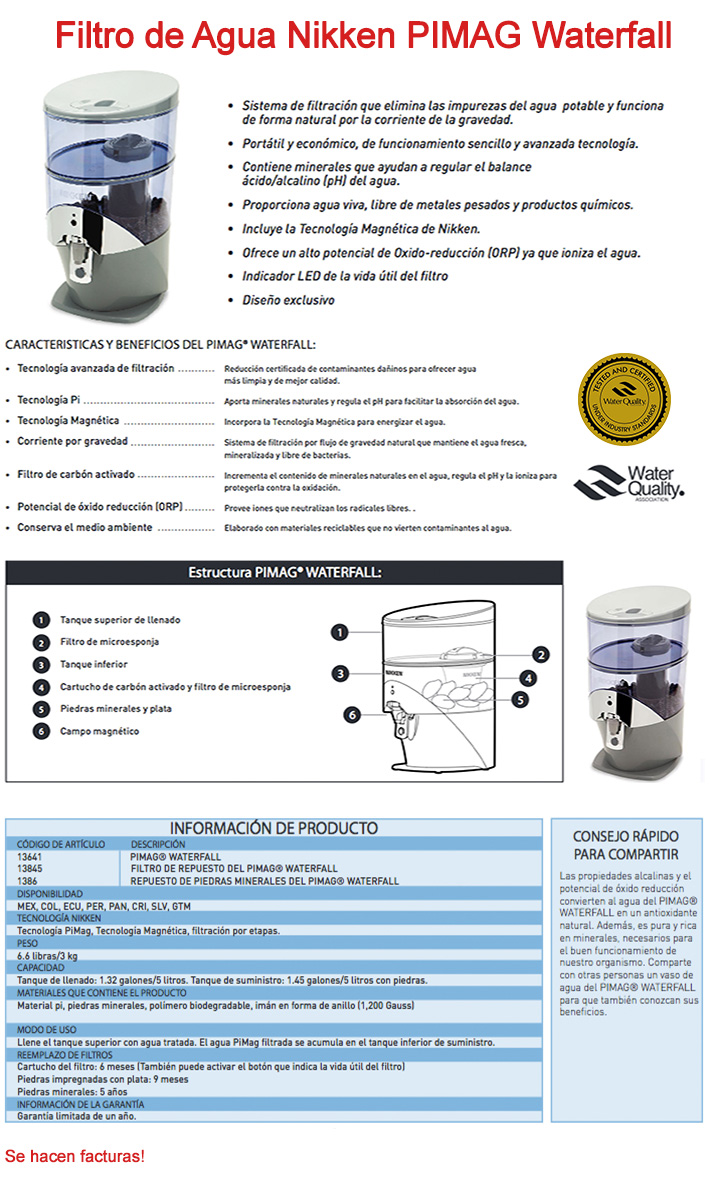 Filtro de Agua Nikken PIMAG Waterfall
• Sistema de filtración que elimina las impurezas del agua potable y funciona
de forma natural por la corriente de la gravedad.
• Portátil y económico, de funcionamiento sencillo y avanzada tecnología.
• Contiene minerales que ayudan a regular el balance
ácido/alcalino (pH) del agua.
• Proporciona agua viva, libre de metales pesados y productos químicos.
• Incluye la Tecnología Magnética de Nikken.
• Ofrece un alto potencial de Oxido-reducción (ORP) ya que ioniza el agua.
• Indicador LED de la vida útil del filtro
• Diseño exclusivo
CARACTERISTICAS Y BENEFICIOS DEL PIMAG® WATERFALL:
• Tecnología avanzada de filtración ........... Reducción certificada de contaminantes dañinos para ofrecer agua
más limpia y de mejor calidad.
• Tecnología Pi ........... Aporta minerales naturales y regula el pH para facilitar la absorción del agua.
• Tecnología Magnética ........... Incorpora la Tecnología Magnética para energizar el agua.
• Corriente por gravedad ........... Sistema de filtración por flujo de gravedad natural que mantiene el agua fresca,
mineralizada y libre de bacterias.
• Filtro de carbón activado ........... Incrementa el contenido de minerales naturales en el agua, regula el pH y la ioniza para
protegerla contra la oxidación.
• Potencial de óxido reducción (ORP) ........ Provee iones que neutralizan los radicales libres. .
• Conserva el medio ambiente ........... Elaborado con materiales reciclables que no vierten contaminantes al agua.
TESTED AND CERTIFIED
Water Quality
UNDER INDUSTRY STANDARDS
Water
Quality.
ASSOCIATION
Estructura PIMAG® WATERFALL:
1 Tanque superior de llenado
2 Filtro de microesponja
3 Tanque inferior
4 Cartucho de carbón activado y filtro de microesponja
5 Piedras minerales y plata
6 Campo magnético
1
2
3
NIKKEN
NIKKEN
4
5
6
INFORMACIÓN DE PRODUCTO
CÓDIGO DE ARTÍCULO DESCRIPCIÓN
13641 PIMAG® WATERFALL
13845 FILTRO DE REPUESTO DEL PIMAG® WATERFALL
1386 REPUESTO DE PIEDRAS MINERALES DEL PIMAG® WATERFALL
DISPONIBILIDAD
MEX, COL, ECU, PER, PAN, CRI, SLV, GTM
TECNOLOGÍA NIKKEN
Tecnología PiMag, Tecnología Magnética, filtración por etapas.
PESO
6.6 libras/3 kg
CAPACIDAD
Tanque de llenado: 1.32 galones/5 litros. Tanque de suministro: 1.45 galones/5 litros con piedras.
MATERIALES QUE CONTIENE EL PRODUCTO
Material pi, piedras minerales, polímero biodegradable, imán en forma de anillo (1,200 Gauss)
MODO DE USO
Llene el tanque superior con agua tratada. El agua PiMag filtrada se acumula en el tanque inferior de suministro.
REEMPLAZO DE FILTROS
Cartucho del filtro: 6 meses (También puede activar el botón que indica la vida útil del filtro)
Piedras impregnadas con plata: 9 meses
Piedras minerales: 5 años
INFORMACIÓN DE LA GARANTÍA
Garantía limitada de un año.
CONSEJO RÁPIDO
PARA COMPARTIR
Las propiedades alcalinas y el
potencial de óxido reducción
convierten al agua del PIMAG®
WATERFALL en un antioxidante
natural. Además, es pura y rica
en minerales, necesarios para
el buen funcionamiento de
nuestro organismo. Comparte
con otras personas un vaso de
agua del PIMAG® WATERFALL
para que también conozcan sus
beneficios.
Se hacen facturas!